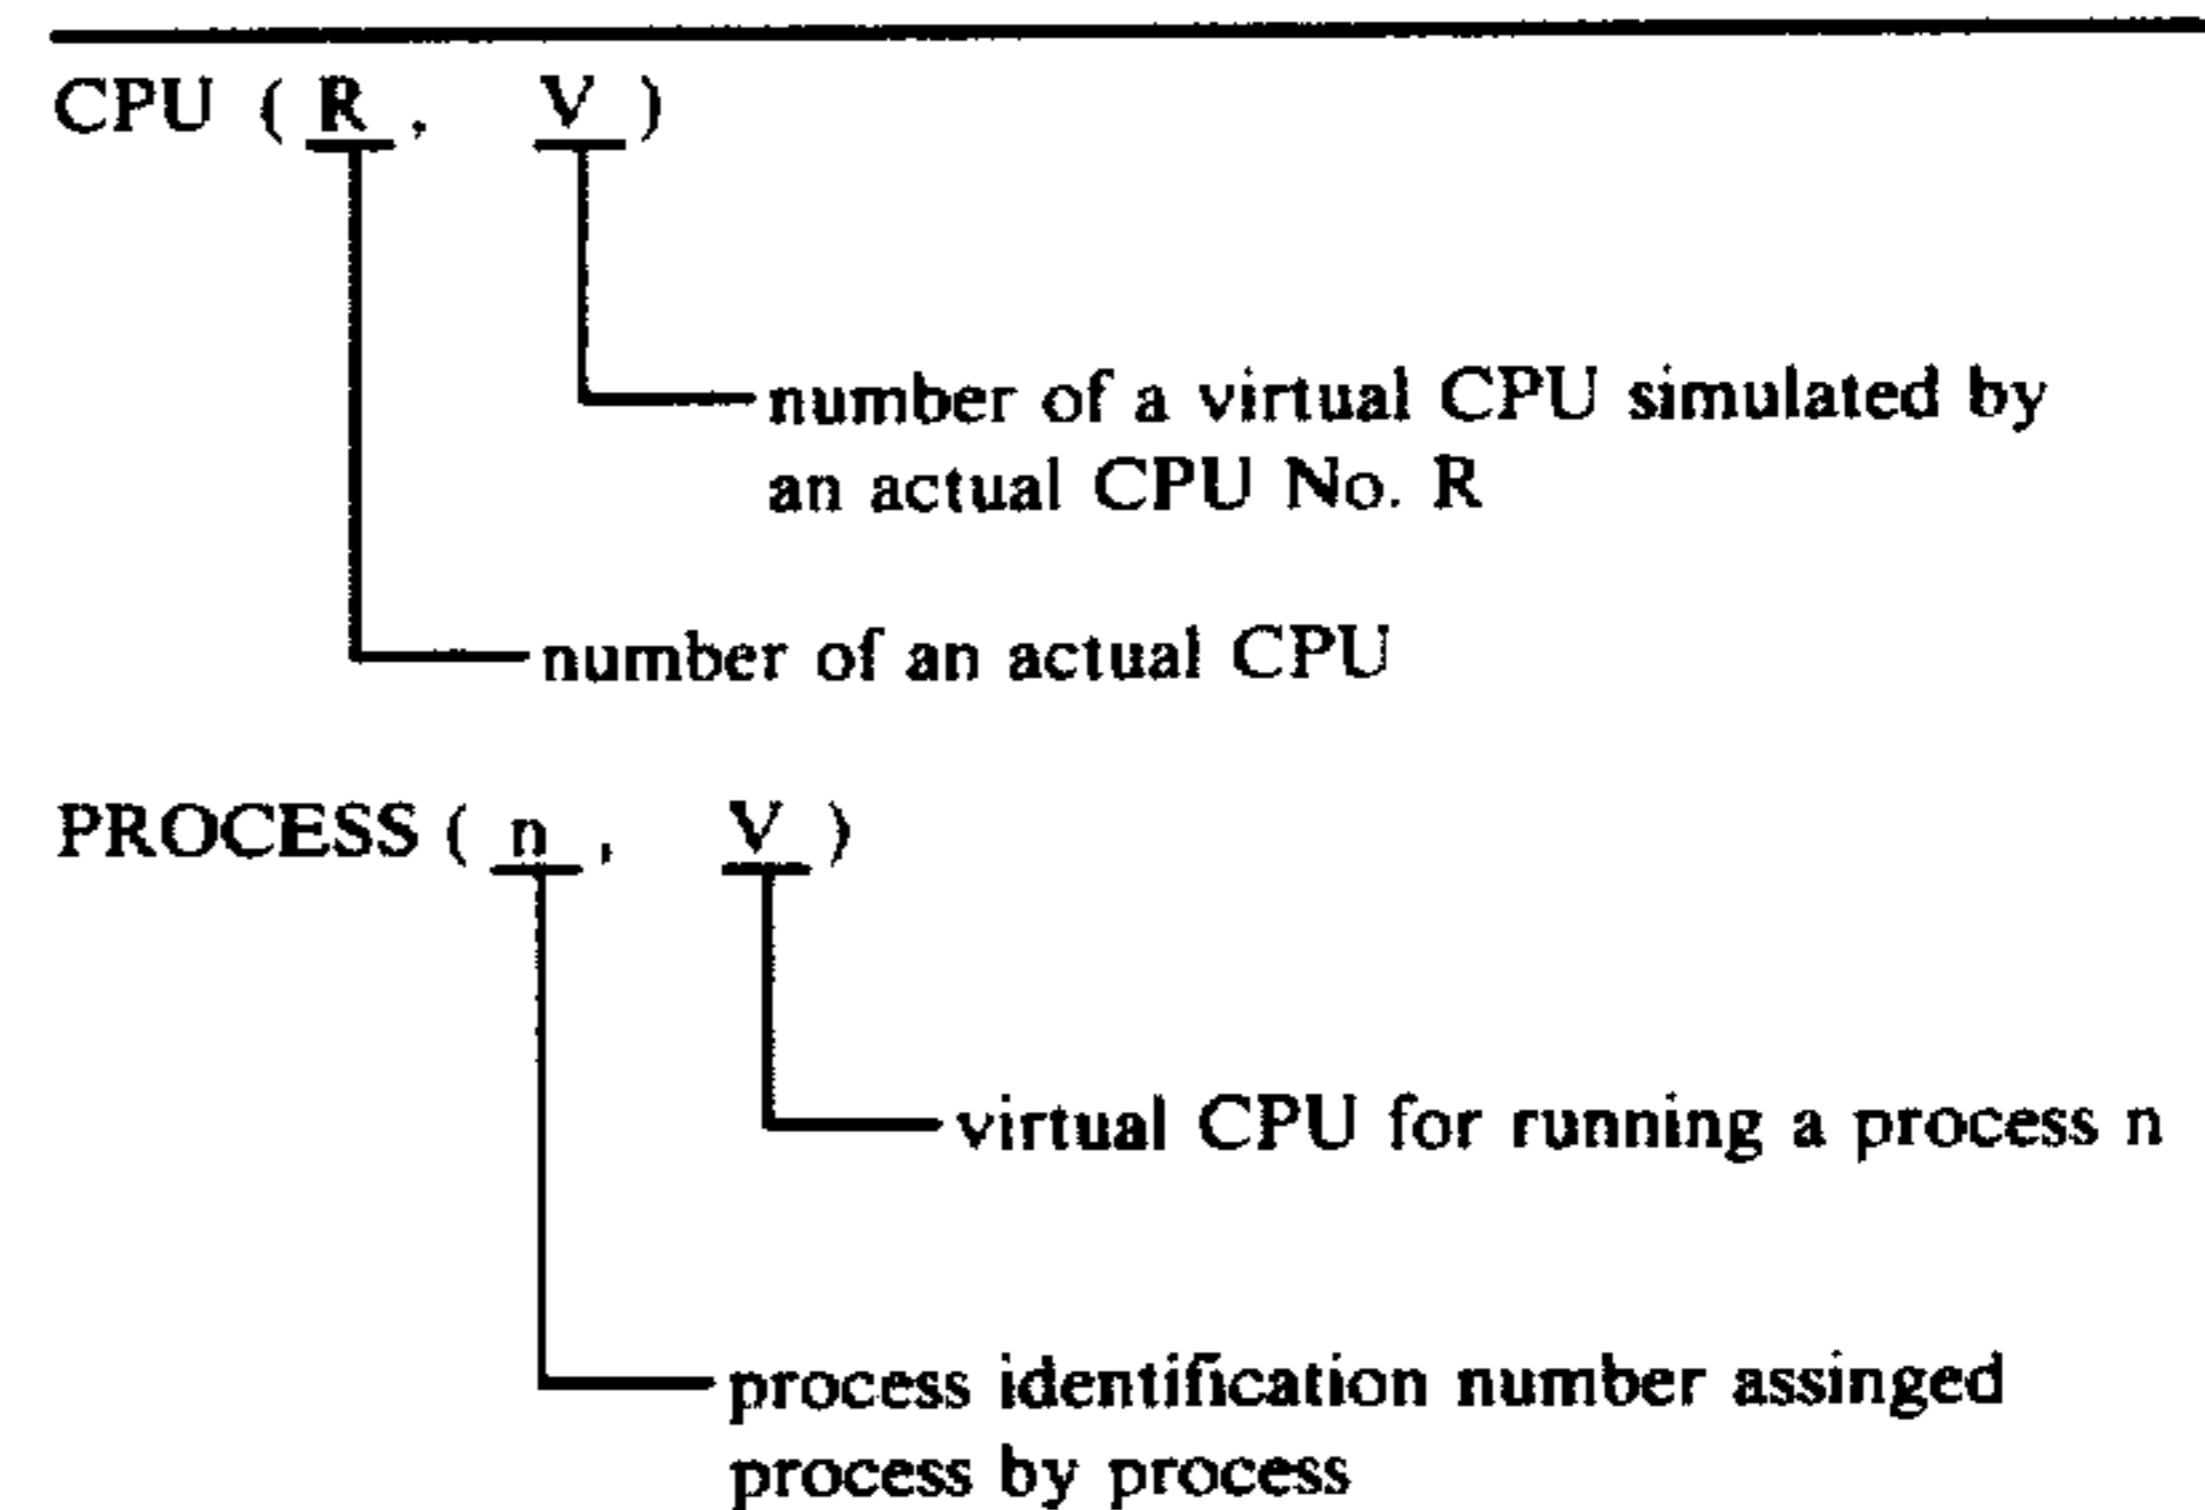 CPU ( R , V )
number of a virtual CPU simulated by
an actual CPU No. R
number of an actual CPU
PROCESS ( n , V )
virtual CPU for running a process n
process identification number assinged
process by process